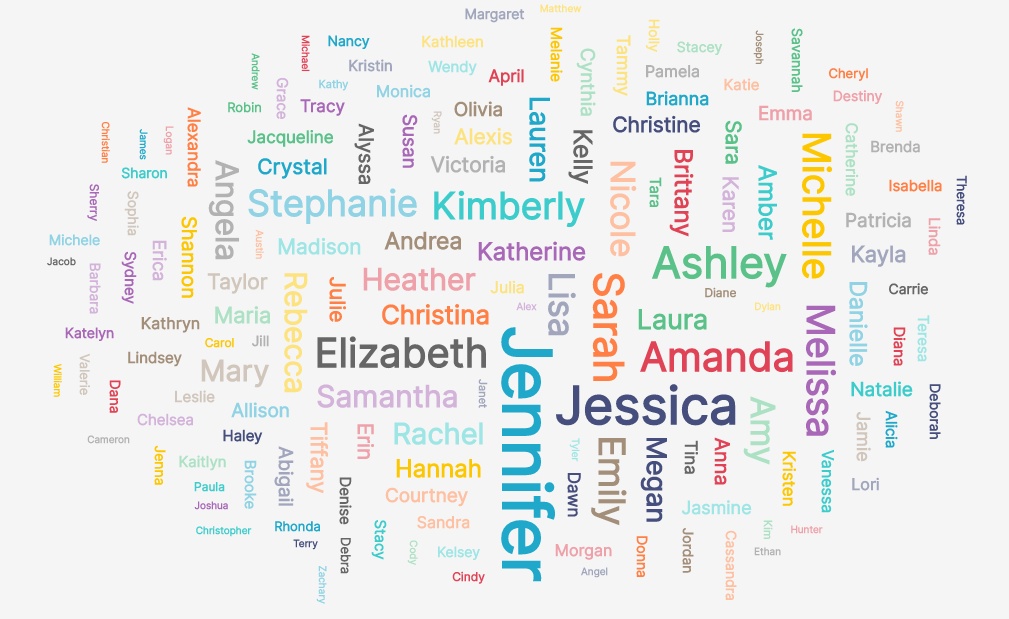 Margaret
Matthew
Nancy
Michael
Kathleen
Melanie
Holly
Tammy
Stacey
Joseph
Savannah
Andrew
Grace
Kristin
Kathy
Wendy
April
Cynthia
Pamela
Katie
Cheryl
Robin
Tracy
Monica
Olivia
Lauren
Brianna
Destiny
Christian
James
Logan
Alexandra
Jacqueline
Alyssa
Susan
Ryan
Alexis
Kelly
Christine
Sara
Emma
Shawn
Catherine
Brenda
Sharon
Angela
Crystal
Victoria
Nicole
Tara
Brittany
Karen
Amber
Michelle
Isabella
Theresa
Sherry
Sophia
Stephanie
Kimberly
Patricia
Linda
Michele
Erica
Shannon
Austin
Madison
Andrea
Katherine
Ashley
Kayla
Jacob
Barbara
Sydney
Taylor
Rebecca
Julie
Heather
Julia
Lisa
Sarah
Diane
Danielle
Carrie
Katelyn
Kathryn
Maria
Christina
Alex
Laura
Dylan
Melissa
Diana
Teresa
Carol
Jill
Lindsey
Elizabeth
Jennifer
Amanda
William
Valerie
Dana
Mary
Leslie
Samantha
Janet
Jessica
Amy
Natalie
Deborah
Chelsea
Allison
Jamie
Alicia
Cameron
Haley
Tiffany
Erin
Rachel
Tyler
Emily
Megan
Tina
Anna
Jenna
Kaitlyn
Brooke
Abigail
Hannah
Dawn
Kristen
Vanessa
Lori
Paula
Joshua
Denise
Courtney
Jasmine
Christopher
Rhonda
Stacy
Sandra
Kim
Hunter
Terry
Debra
Cody
Kelsey
Morgan
Donna
Jordan
Cassandra
Ethan
Zachary
Cindy
Angel